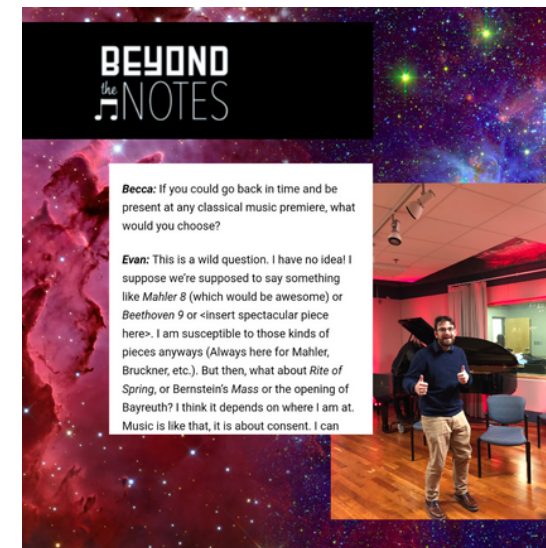 BEYOND
the NOTES
Becca: If you could go back in time and be
present at any classical music premiere, what
would you choose?
Evan: This is a wild question. I have no idea! I
suppose we're supposed to say something
like Mahler 8 (which would be awesome) or
Beethoven 9 or <insert spectacular piece
here>. I am susceptible to those kinds of
pieces anyways (Always here for Mahler,
Bruckner, etc.). But then, what about Rite of
Spring, or Bernstein's Mass or the opening of
Bayreuth? I think it depends on where I am at.
Music is like that, it is about consent. I can